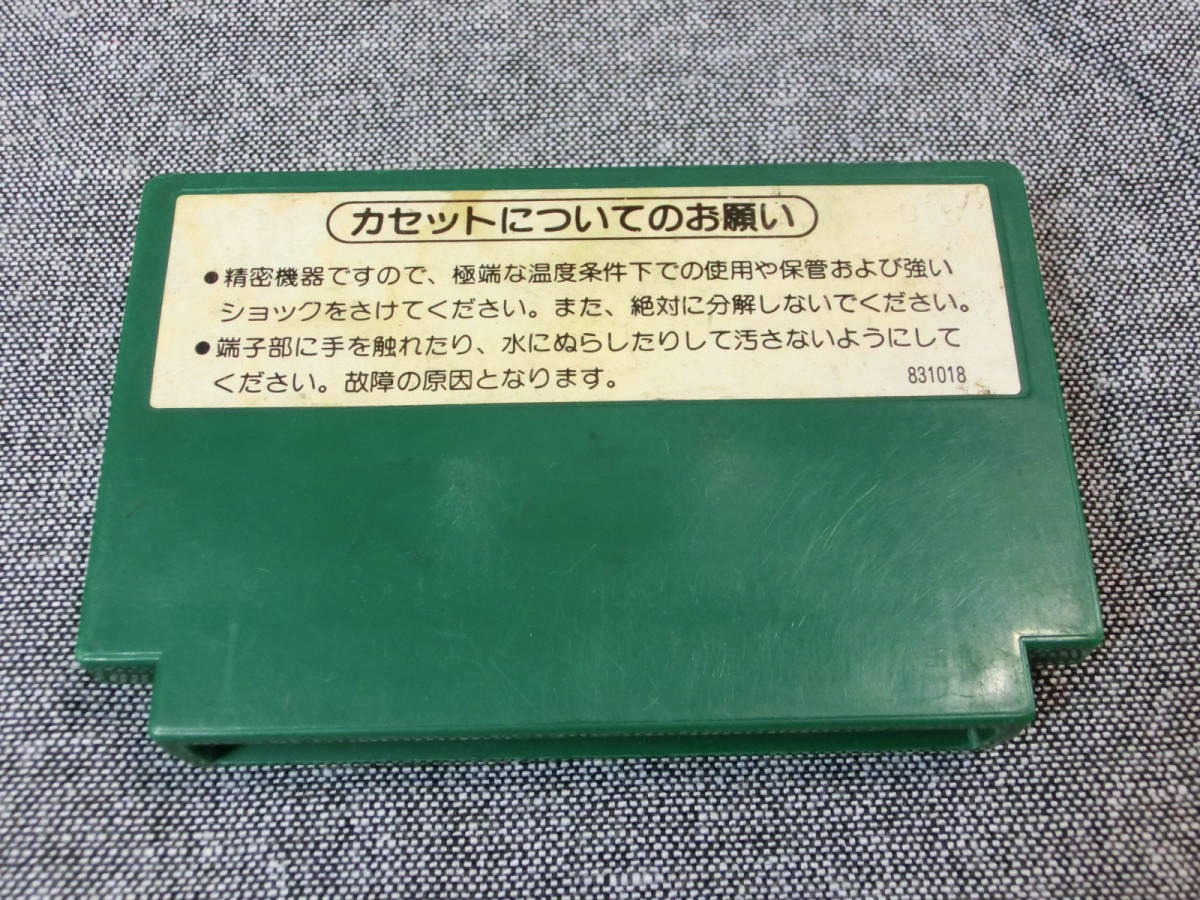 カセットについてのお願い
●精密機器ですので、極端な温度条件下での使用や保管および強い
ショックをさけてください。また、絶対に分解しないでください。
●端子部に手を触れたり、水にぬらしたりして汚さないようにして
ください。故障の原因となります。 831018